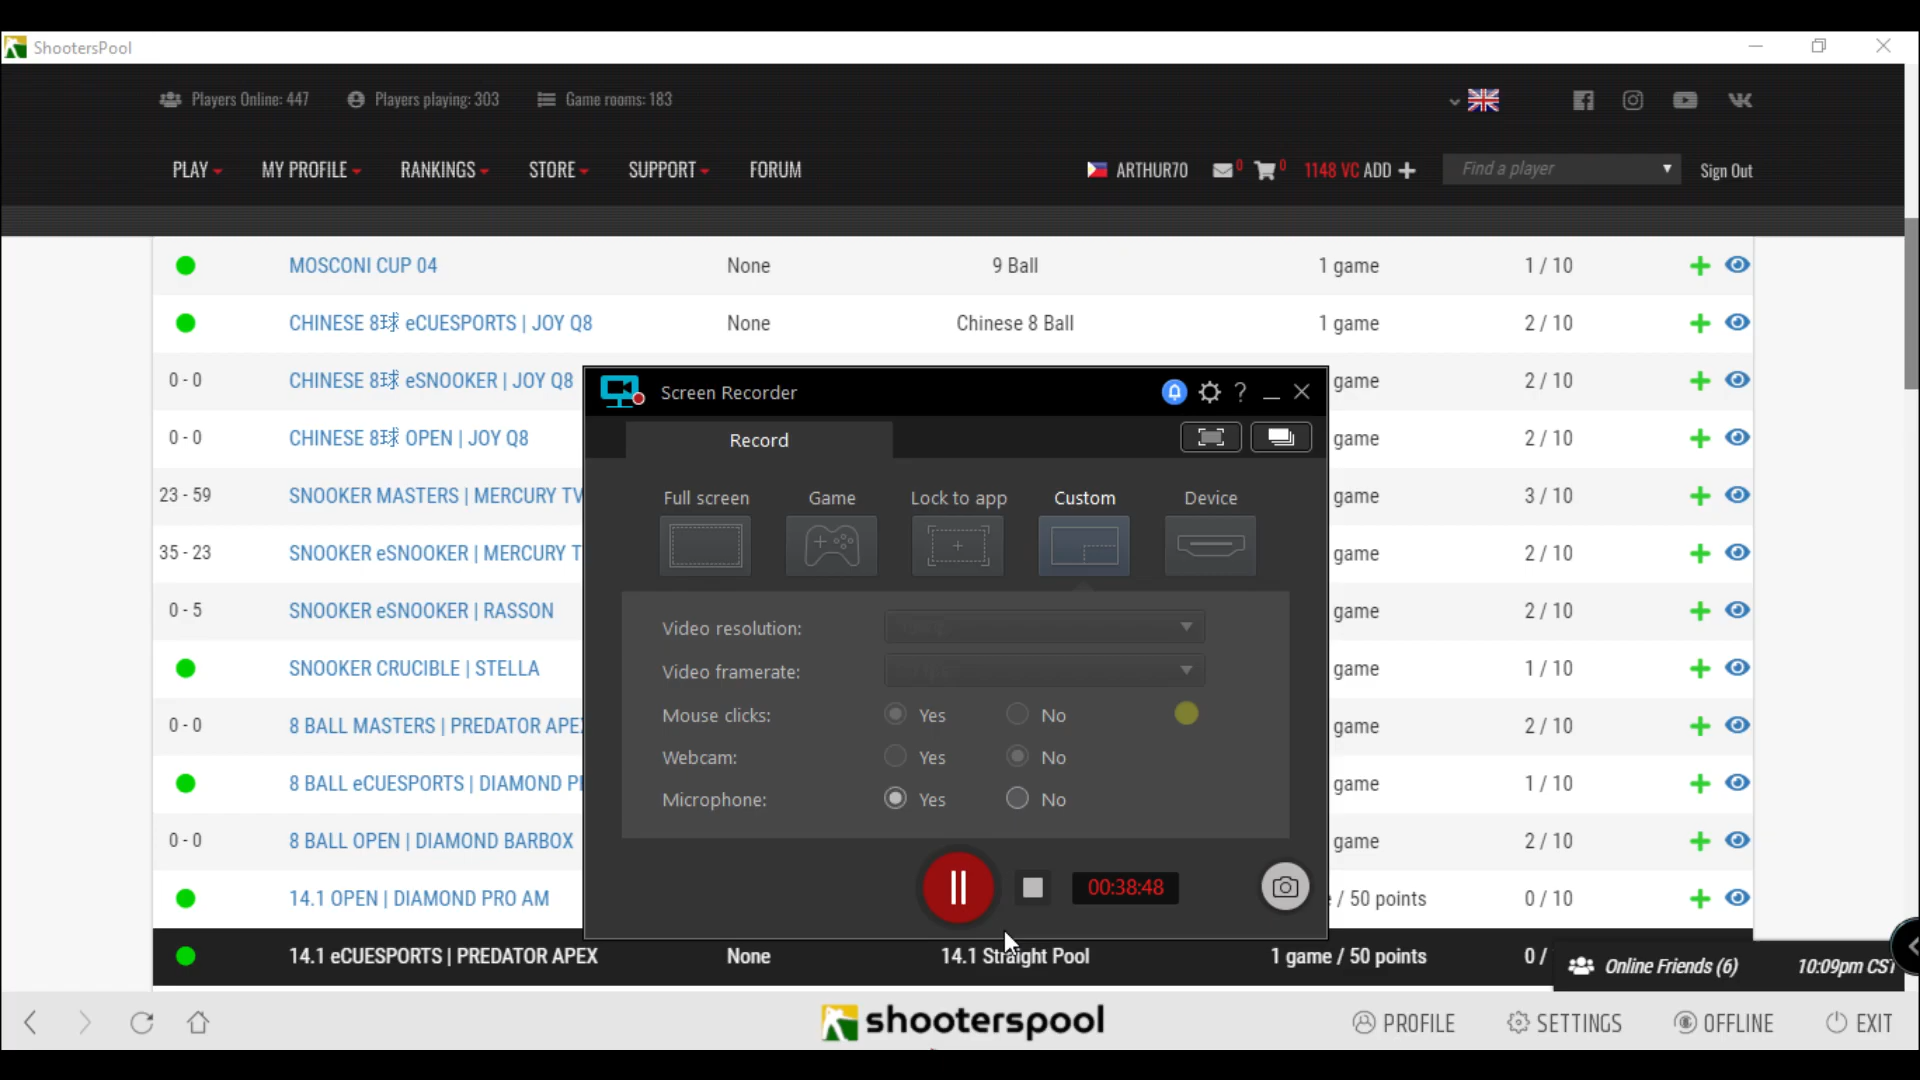 ShootersPool
Players Online: 447 Players playing: 303 Game rooms: 183
PLAY MY PROFILE RANKINGS STORE SUPPORT FORUM ARTHUR70 0 0 1148 VC ADD Find a player Sign Out
MOSCONI CUP 04 None 9 Ball 1 game 1 / 10
CHINESE 8球 eCUESPORTS | JOY Q8 None Chinese 8 Ball 1 game 2 / 10
0 - 0 CHINESE 8球 eSNOOKER | JOY Q8 game 2 / 10
0 - 0 CHINESE 8球 OPEN | JOY Q8 game 2 / 10
23 - 59 SNOOKER MASTERS | MERCURY TV game 3 / 10
35 - 23 SNOOKER eSNOOKER | MERCURY T game 2 / 10
0 - 5 SNOOKER eSNOOKER | RASSON game 2 / 10
SNOOKER CRUCIBLE | STELLA game 1 / 10
0 - 0 8 BALL MASTERS | PREDATOR APE game 2 / 10
8 BALL eCUESPORTS | DIAMOND game 1 / 10
0 - 0 8 BALL OPEN | DIAMOND BARBOX game 2 / 10
14.1 OPEN | DIAMOND PRO AM / 50 points 0 / 10
14.1 eCUESPORTS | PREDATOR APEX None 14.1 Straight Pool 1 game / 50 points 0 /
Screen Recorder ?
Record
Full screen Game Lock to app Custom Device
Video resolution:
Video framerate:
Mouse clicks: Yes No
Webcam: Yes No
Microphone: Yes No
00:38:48
Online Friends (6) 10:09pm CST
shooterspool PROFILE SETTINGS OFFLINE EXIT